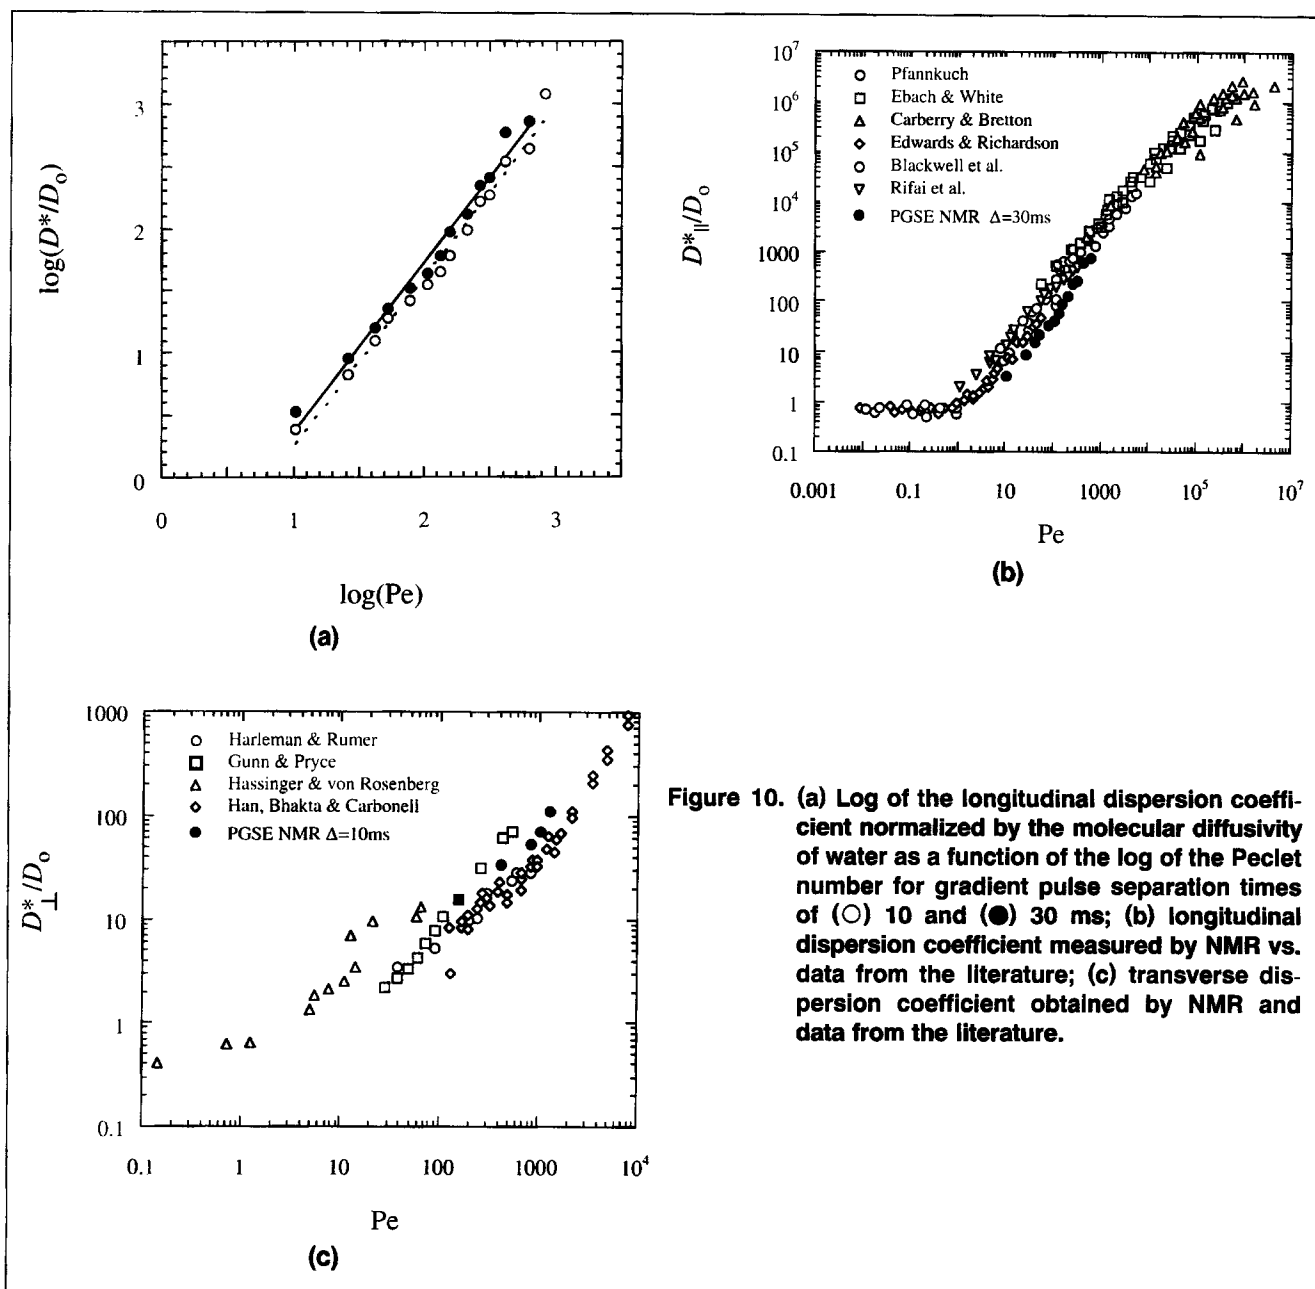 3
2
1
0
log(D*/Dₒ)
0
1
2
3
log(Pe)
(a)
10⁷
10⁶
10⁵
10⁴
1000
100
10
1
0.1
D*∥/Dₒ
Pfannkuch
Ebach & White
Carberry & Bretton
Edwards & Richardson
Blackwell et al.
Rifai et al.
PGSE NMR Δ=30ms
0.001
0.1
10
1000
10⁵
10⁷
Pe
(b)
1000
100
10
1
0.1
D*⊥/Dₒ
Harleman & Rumer
Gunn & Pryce
Hassinger & von Rosenberg
Han, Bhakta & Carbonell
PGSE NMR Δ=10ms
0.1
1
10
100
1000
10⁴
Pe
(c)
Figure 10. (a) Log of the longitudinal dispersion coeffi-
cient normalized by the molecular diffusivity
of water as a function of the log of the Peclet
number for gradient pulse separation times
of (○) 10 and (●) 30 ms; (b) longitudinal
dispersion coefficient measured by NMR vs.
data from the literature; (c) transverse dis-
persion coefficient obtained by NMR and
data from the literature.